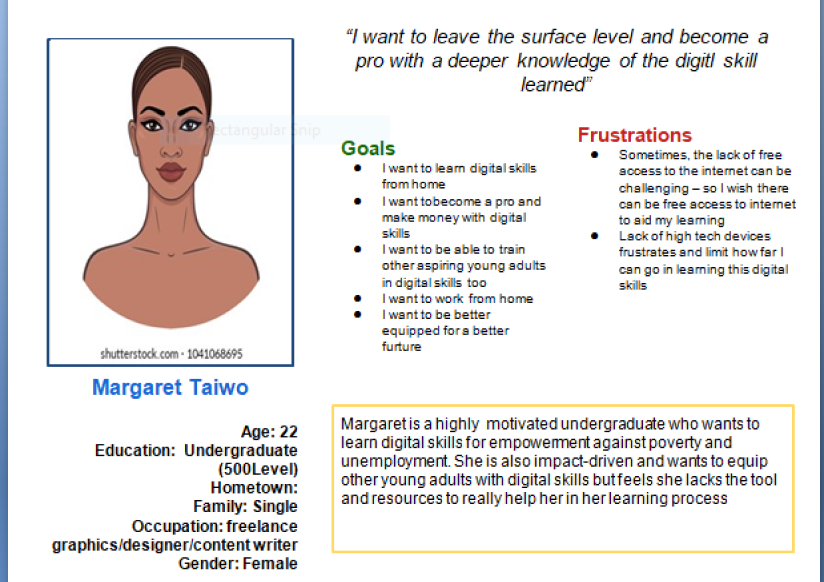 “I want to leave the surface level and become a
pro with a deeper knowledge of the digitl skill
learned”
Rectangular Snip
Goals
● I want to learn digital skills
from home
● I want tobecome a pro and
make money with digital
skills
● I want to be able to train
other aspiring young adults
in digital skills too
● I want to work from home
● I want to be better
equipped for a better
furture
Frustrations
● Sometimes, the lack of free
access to the internet can be
challenging – so I wish there
can be free access to internet
to aid my learning
● Lack of high tech devices
frustrates and limit how far I
can go in learning this digital
skills
shutterstock.com · 1041068695
Margaret Taiwo
Age: 22
Education: Undergraduate
(500Level)
Hometown:
Family: Single
Occupation: freelance
graphics/designer/content writer
Gender: Female
Margaret is a highly motivated undergraduate who wants to
learn digital skills for empowerment against poverty and
unemployment. She is also impact-driven and wants to equip
other young adults with digital skills but feels she lacks the tool
and resources to really help her in her learning process